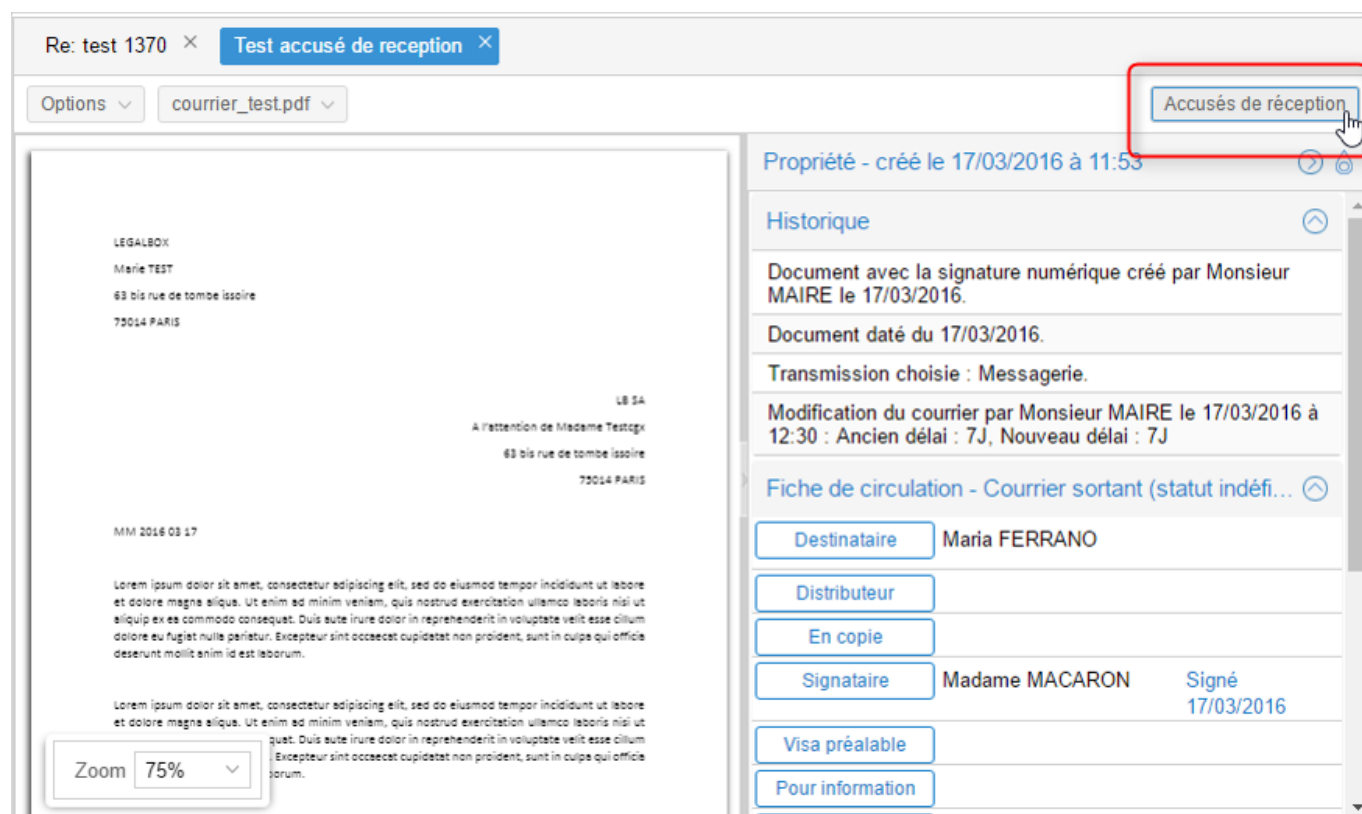 Re: test 1370 × Test accusé de reception ×
Options courrier_test.pdf Accusés de réception
LEGALBOX
Marie TEST
63 bis rue de tombe issoire
75014 PARIS
LB SA
A l'attention de Madame Testcgx
63 bis rue de tombe issoire
75014 PARIS
MM 2016 03 17
Lorem ipsum dolor sit amet, consectetur adipiscing elit, sed do eiusmod tempor incididunt ut labore
et dolore magna aliqua. Ut enim ad minim veniam, quis nostrud exercitation ullamco laboris nisi ut
aliquip ex ea commodo consequat. Duis aute irure dolor in reprehenderit in voluptate velit esse cillum
dolore eu fugiat nulla pariatur. Excepteur sint occaecat cupidatat non proident, sunt in culpa qui officia
deserunt mollit anim id est laborum.
Lorem ipsum dolor sit amet, consectetur adipiscing elit, sed do eiusmod tempor incididunt ut labore
et dolore magna aliqua. Ut enim ad minim veniam, quis nostrud exercitation ullamco laboris nisi ut
quat. Duis aute irure dolor in reprehenderit in voluptate velit esse cillum
. Excepteur sint occaecat cupidatat non proident, sunt in culpa qui officia
orum.
Zoom 75%
Propriété - créé le 17/03/2016 à 11:53
Historique
Document avec la signature numérique créé par Monsieur
MAIRE le 17/03/2016.
Document daté du 17/03/2016.
Transmission choisie : Messagerie.
Modification du courrier par Monsieur MAIRE le 17/03/2016 à
12:30 : Ancien délai : 7J, Nouveau délai : 7J
Fiche de circulation - Courrier sortant (statut indéfi...
Destinataire Maria FERRANO
Distributeur
En copie
Signataire Madame MACARON Signé
17/03/2016
Visa préalable
Pour information